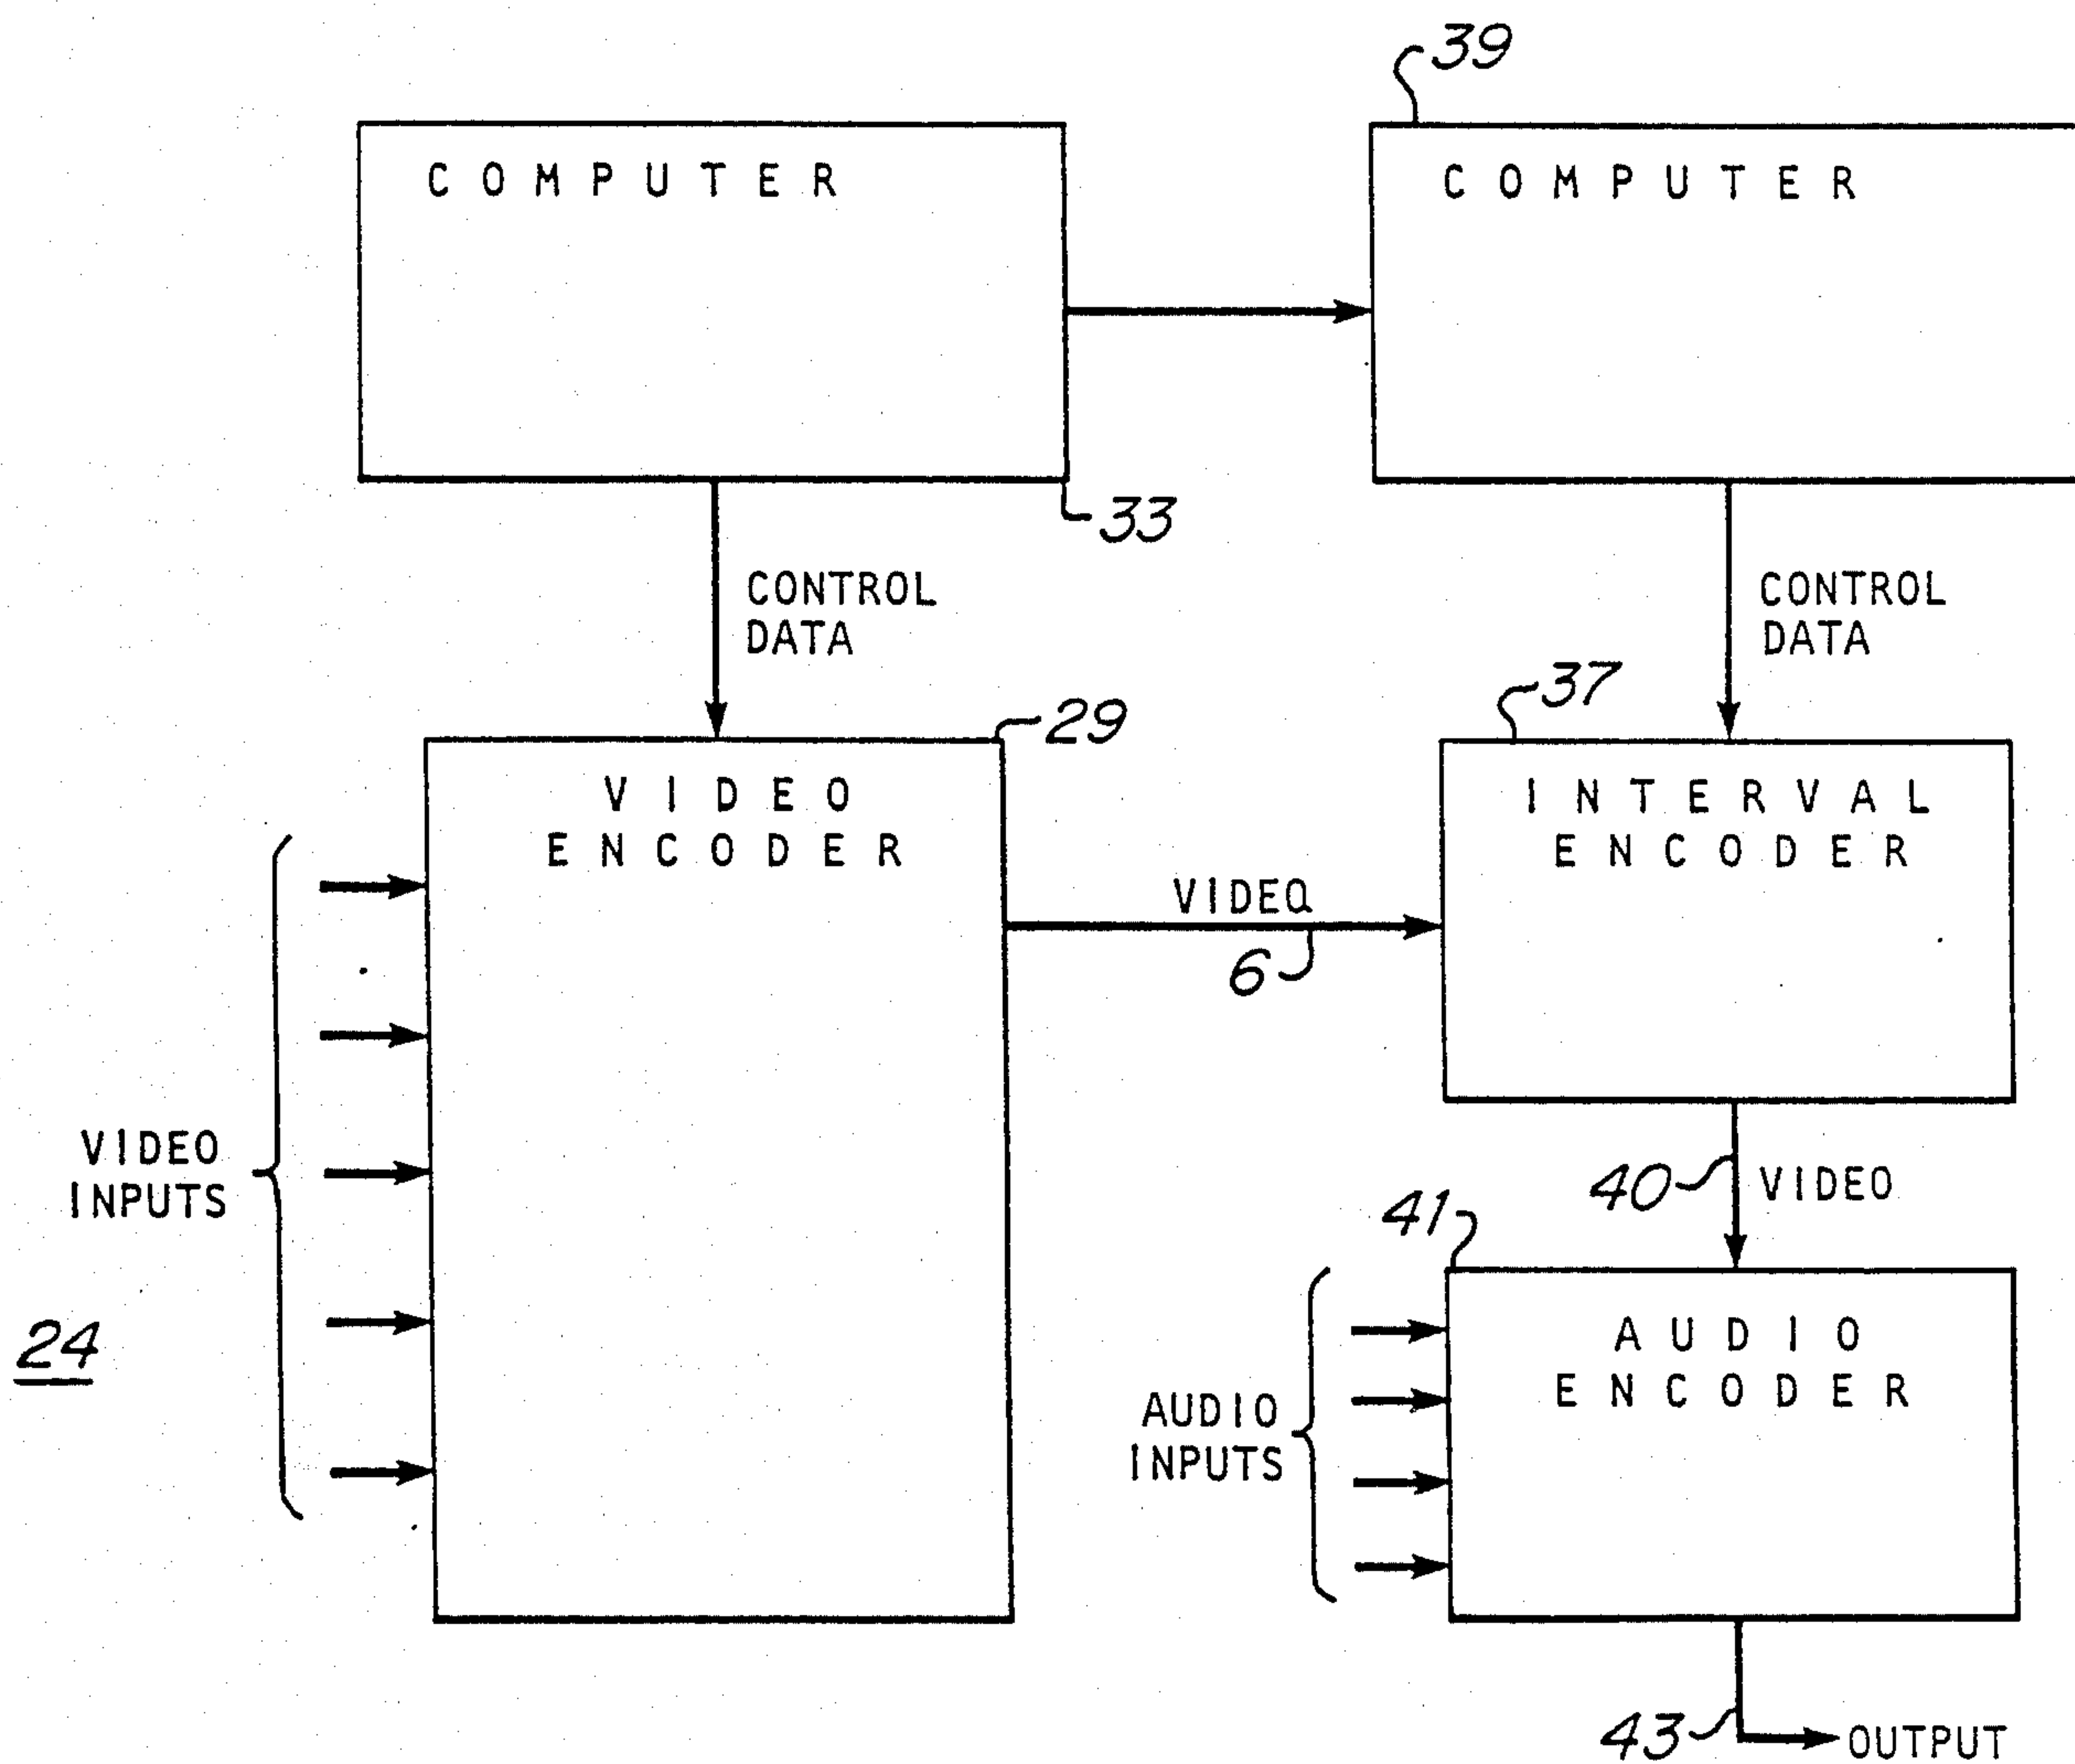 39
COMPUTER
COMPUTER
33
CONTROL
DATA
CONTROL
DATA
37
29
VIDEO
ENCODER
INTERVAL
ENCODER
VIDEO
6
VIDEO
INPUTS
40
VIDEO
41
24
AUDIO
ENCODER
AUDIO
INPUTS
43
OUTPUT